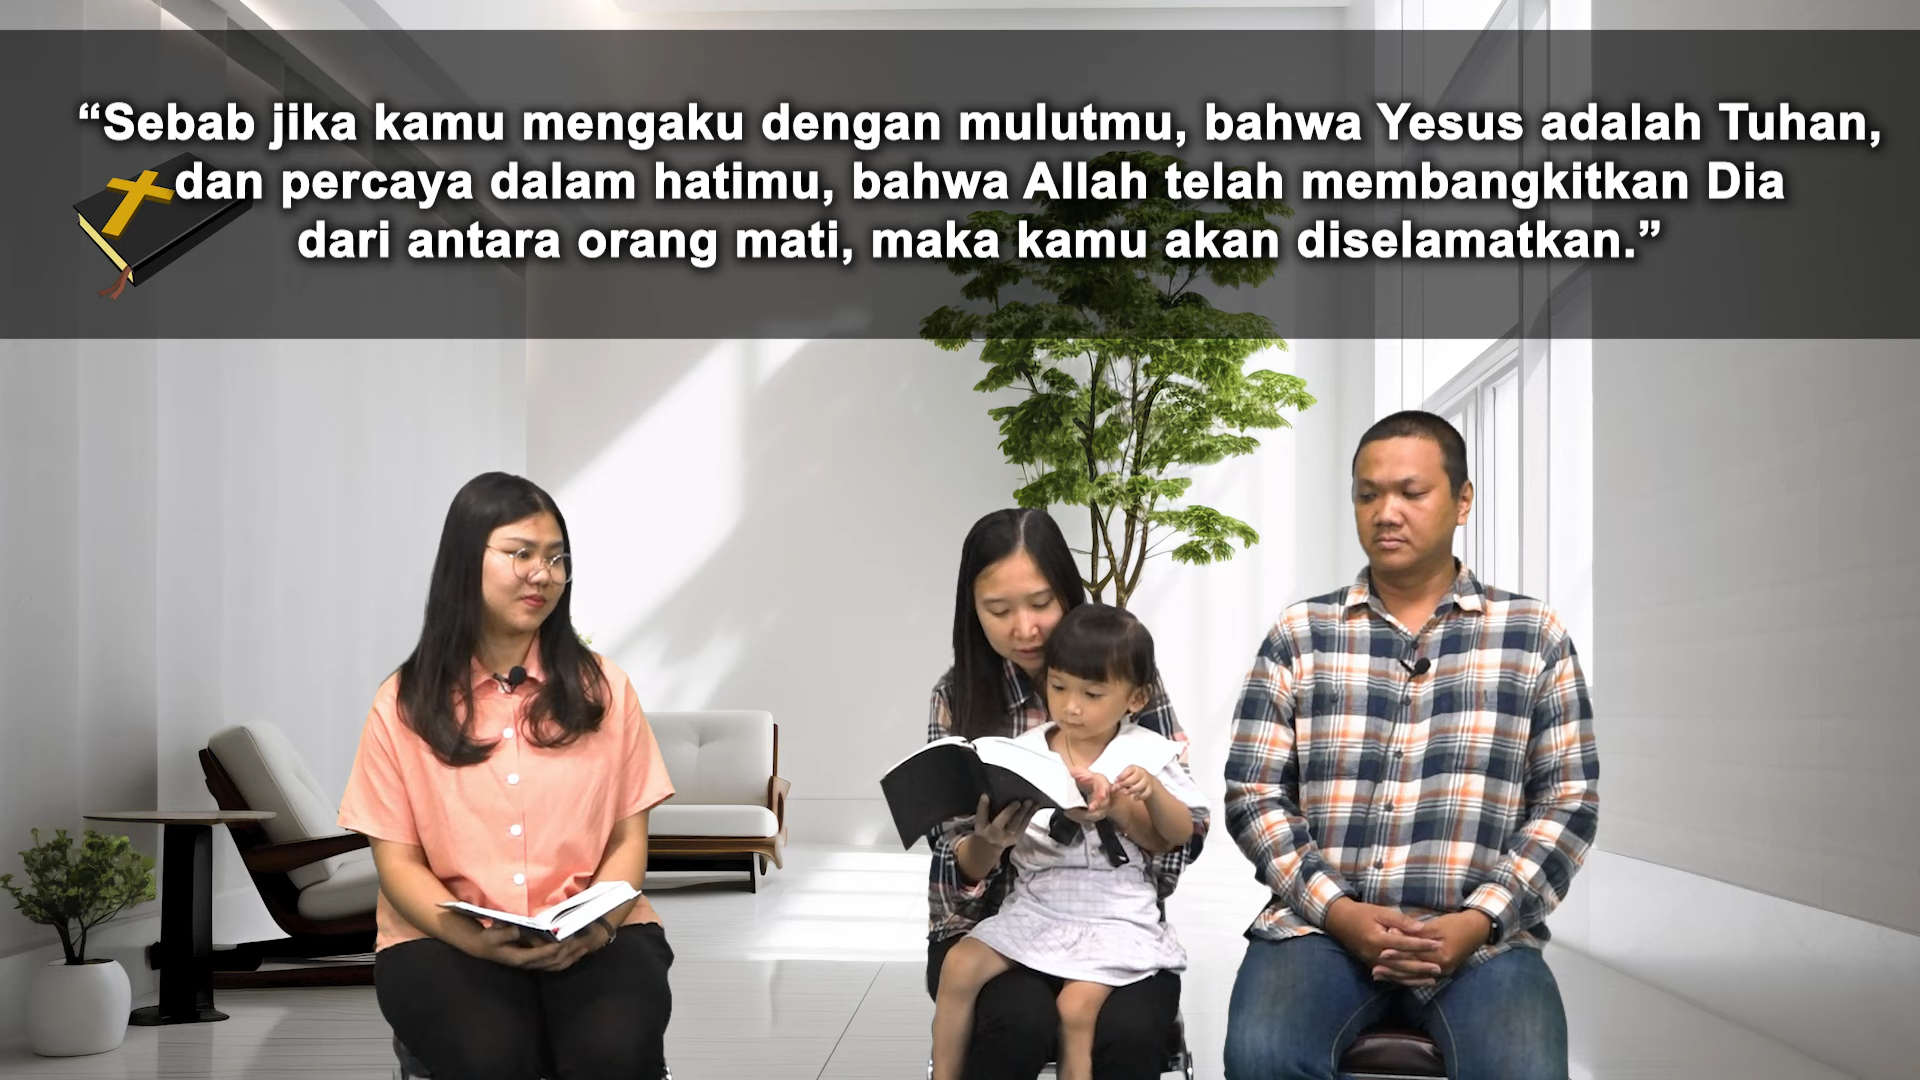 “Sebab jika kamu mengaku dengan mulutmu, bahwa Yesus adalah Tuhan,
dan percaya dalam hatimu, bahwa Allah telah membangkitkan Dia
dari antara orang mati, maka kamu akan diselamatkan.”